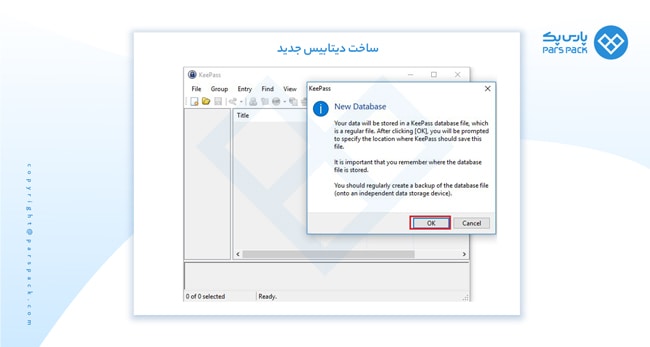 پارس پک
PARS PACK
ساخت دیتابیس جدید
KeePass
File Group Entry Find View
Title
KeePass
New Database
Your data will be stored in a KeePass database file, which
is a regular file. After clicking [OK], you will be prompted
to specify the location where KeePass should save this
file.
It is important that you remember where the database
file is stored.
You should regularly create a backup of the database file
(onto an independent data storage device).
OK Cancel
0 of 0 selected Ready.
copyright@parspack.com